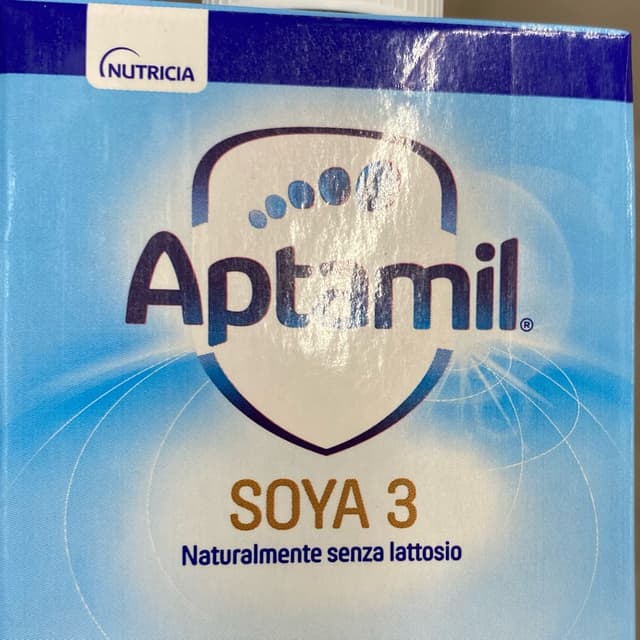 NUTRICIA
Aptamil®
SOYA 3
Naturalmente senza lattosio